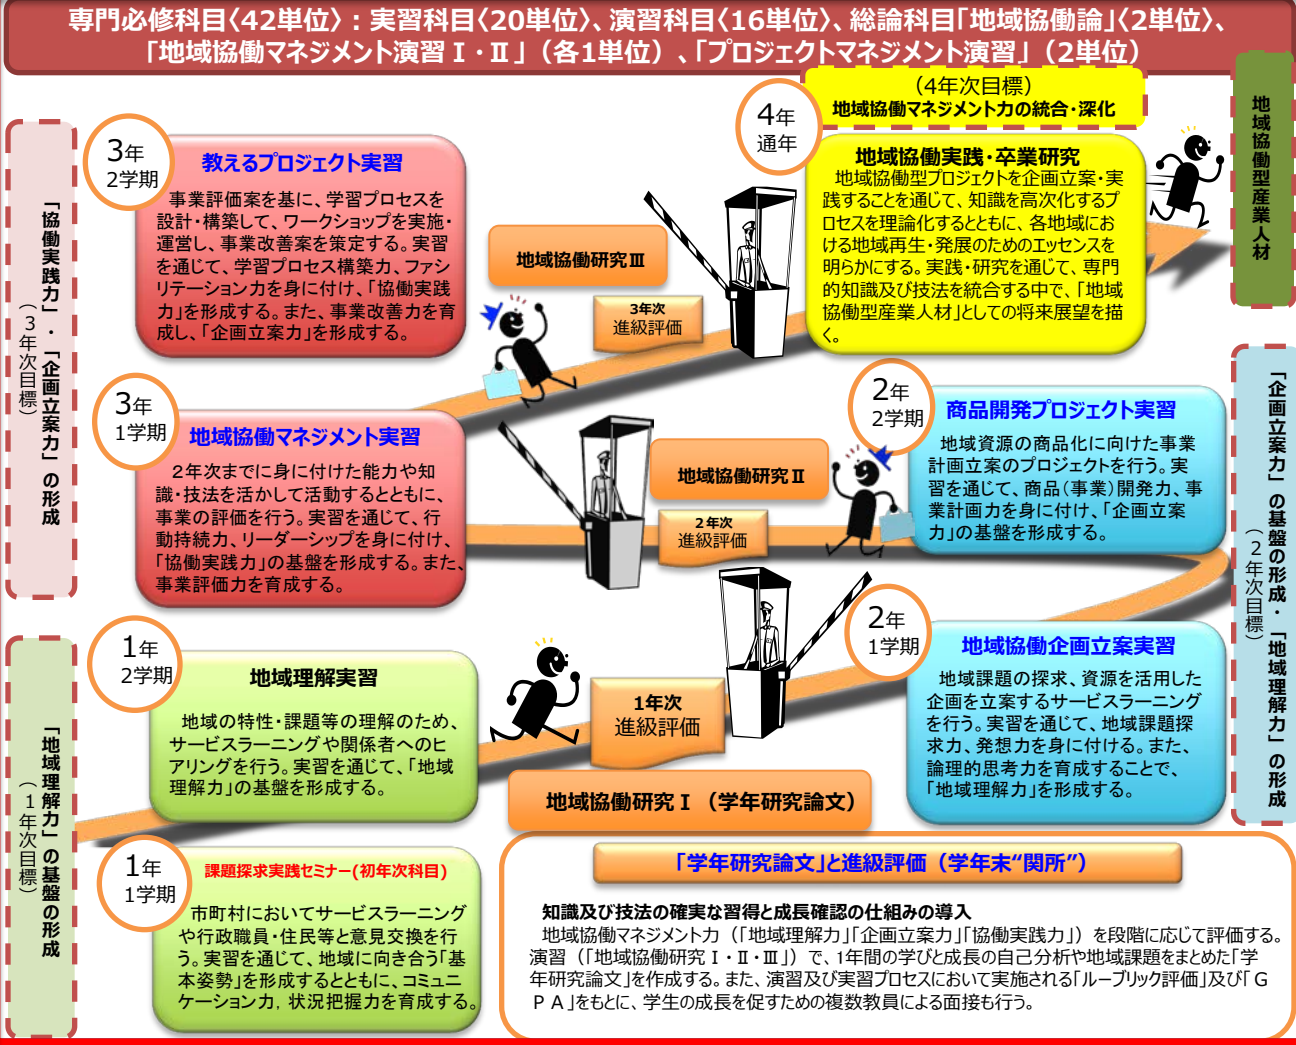 専門必修科目〈42単位〉：実習科目〈20単位〉、演習科目〈16単位〉、総論科目「地域協働論」〈2単位〉、
「地域協働マネジメント演習Ⅰ・Ⅱ」（各1単位）、「プロジェクトマネジメント演習」（2単位）
（4年次目標）
地域協働マネジメント力の統合・深化
地域協働型産業人材
4年
通年
地域協働実践・卒業研究
地域協働型プロジェクトを企画立案・実
践することを通じて、知識を高次化するプ
ロセスを理論化するとともに、各地域にお
ける地域再生・発展のためのエッセンスを
明らかにする。実践・研究を通じて、専門
的知識及び技法を統合する中で、「地域
協働型産業人材」としての将来展望を描
く。
「協働実践力」・「企画立案力」の形成
（３年次目標）
3年
2学期
教えるプロジェクト実習
事業評価案を基に、学習プロセスを
設計・構築して、ワークショップを実施・
運営し、事業改善案を策定する。実習
を通じて、学習プロセス構築力、ファシ
リテーション力を身に付け、「協働実践
力」を形成する。また、事業改善力を育
成し、「企画立案力」を形成する。
地域協働研究Ⅲ
3年次
進級評価
3年
1学期
地域協働マネジメント実習
２年次までに身に付けた能力や知
識・技法を活かして活動するとともに、
事業の評価を行う。実習を通じて、行
動持続力、リーダーシップを身に付け、
「協働実践力」の基盤を形成する。また、
事業評価力を育成する。
地域協働研究Ⅱ
２年次
進級評価
2年
2学期
商品開発プロジェクト実習
地域資源の商品化に向けた事業
計画立案のプロジェクトを行う。実
習を通じて、商品（事業）開発力、事
業計画力を身に付け、「企画立案
力」の基盤を形成する。
「企画立案力」の基盤の形成・「地域理解力」の形成
（２年次目標）
2年
1学期
地域協働企画立案実習
地域課題の探求、資源を活用した
企画を立案するサービスラーニング
を行う。実習を通じて、地域課題探
求力、発想力を身に付ける。また、
論理的思考力を育成することで、
「地域理解力」を形成する。
「地域理解力」の基盤の形成
（１年次目標）
1年
2学期
地域理解実習
地域の特性・課題等の理解のため、
サービスラーニングや関係者へのヒ
アリングを行う。実習を通じて、「地域
理解力」の基盤を形成する。
1年次
進級評価
地域協働研究Ⅰ（学年研究論文）
1年
1学期
課題探求実践セミナー(初年次科目)
市町村においてサービスラーニング
や行政職員・住民等と意見交換を行
う。実習を通じて、地域に向き合う「基
本姿勢」を形成するとともに、コミュニ
ケーション力，状況把握力を育成する。
「学年研究論文」と進級評価（学年末“関所”）
知識及び技法の確実な習得と成長確認の仕組みの導入
地域協働マネジメント力（「地域理解力」「企画立案力」「協働実践力」）を段階に応じて評価する。
演習（「地域協働研究Ⅰ・Ⅱ・Ⅲ」）で、1年間の学びと成長の自己分析や地域課題をまとめた「学
年研究論文」を作成する。また、演習及び実習プロセスにおいて実施される「ルーブリック評価」及び「Ｇ
ＰＡ」をもとに、学生の成長を促すための複数教員による面接も行う。